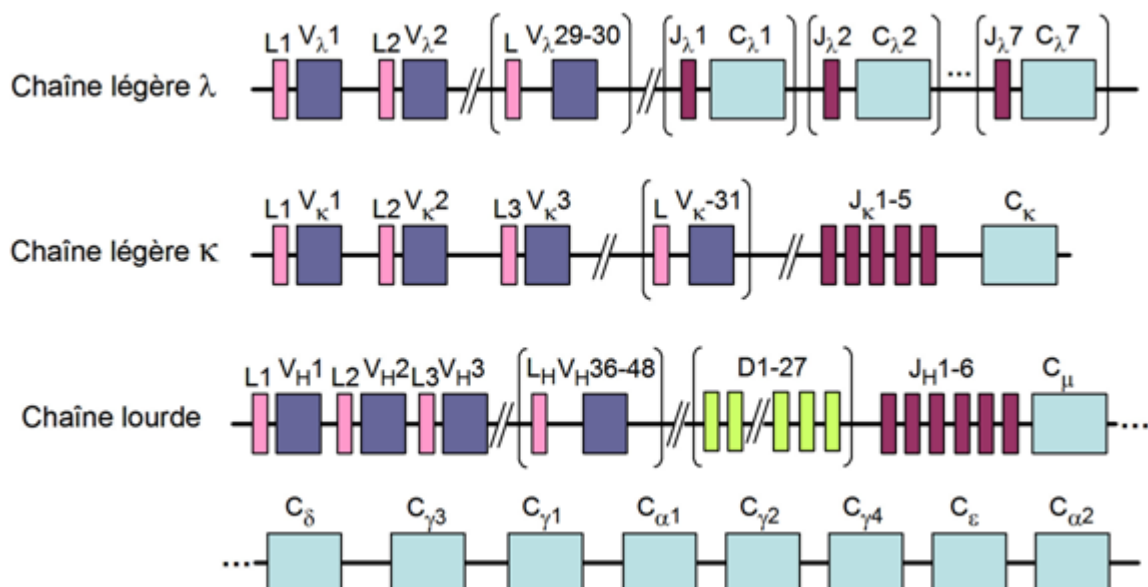 L1 Vλ1 L2 Vλ2 L Vλ29-30 Jλ1 Cλ1 Jλ2 Cλ2 Jλ7 Cλ7
Chaîne légère λ // // ...
L1 Vκ1 L2 Vκ2 L3 Vκ3 L Vκ-31 Jκ1-5 Cκ
Chaîne légère κ // //
L1 VH1 L2 VH2 L3 VH3 LHVH36-48 D1-27 JH1-6 Cμ
Chaîne lourde // // // ....
Cδ Cγ3 Cγ1 Cα1 Cγ2 Cγ4 Cε Cα2
...